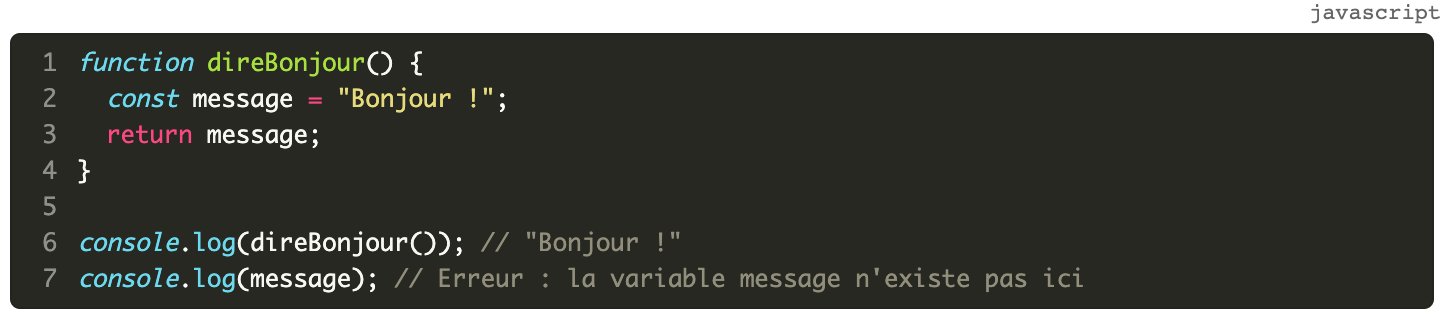 javascript
1 function direBonjour() {
2   const message = "Bonjour !";
3   return message;
4 }
5
6 console.log(direBonjour()); // "Bonjour !"
7 console.log(message); // Erreur : la variable message n'existe pas ici